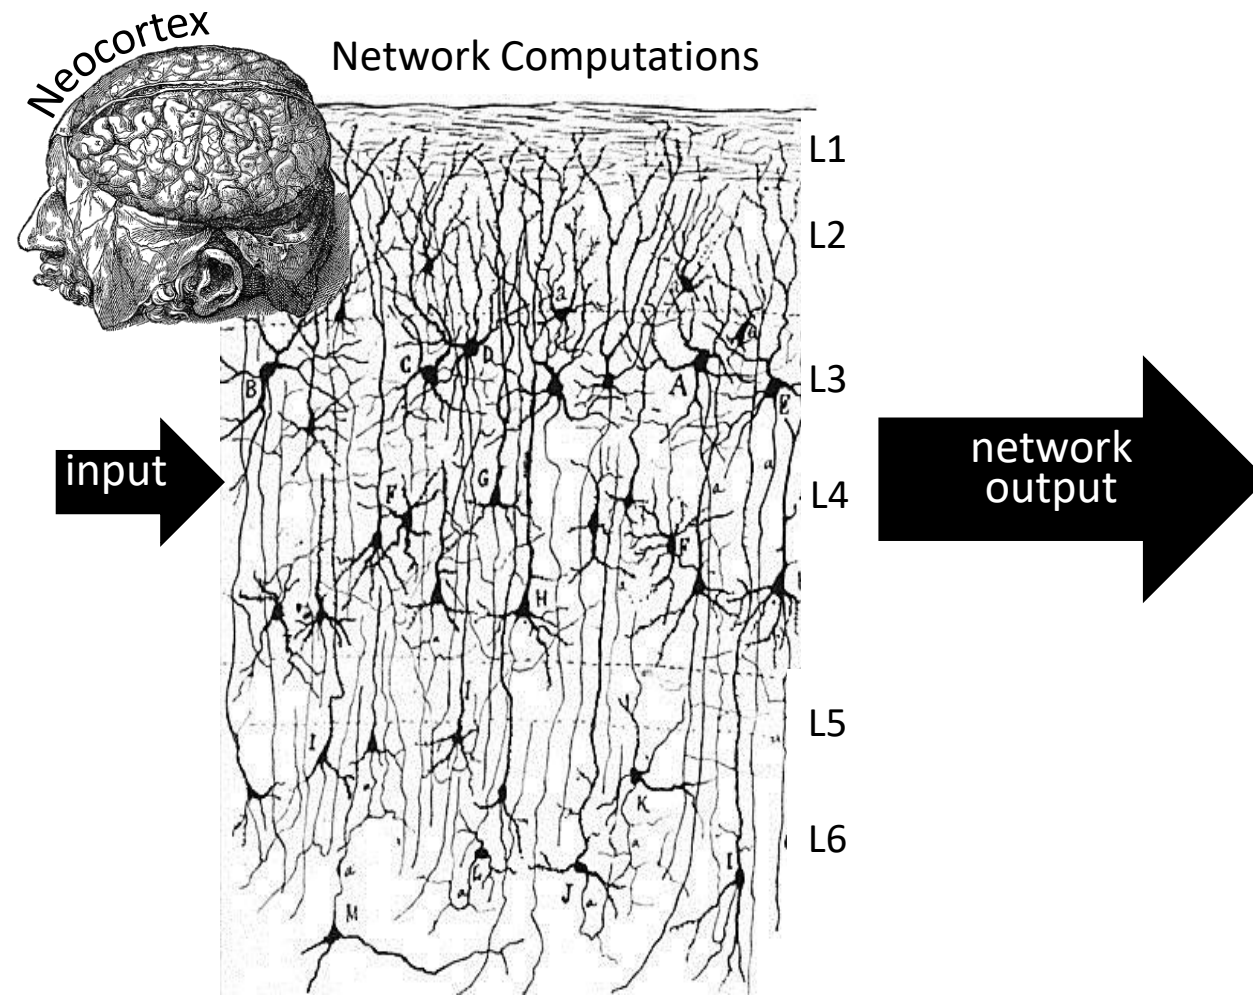 Neocortex
Network Computations
L1
L2
a
a
C
D
B
A
L3
E
input
a
network
output
F
G
a
L4
F
H
a
I
L5
I
a
K
L6
a
L
I
a
a
J
a
M